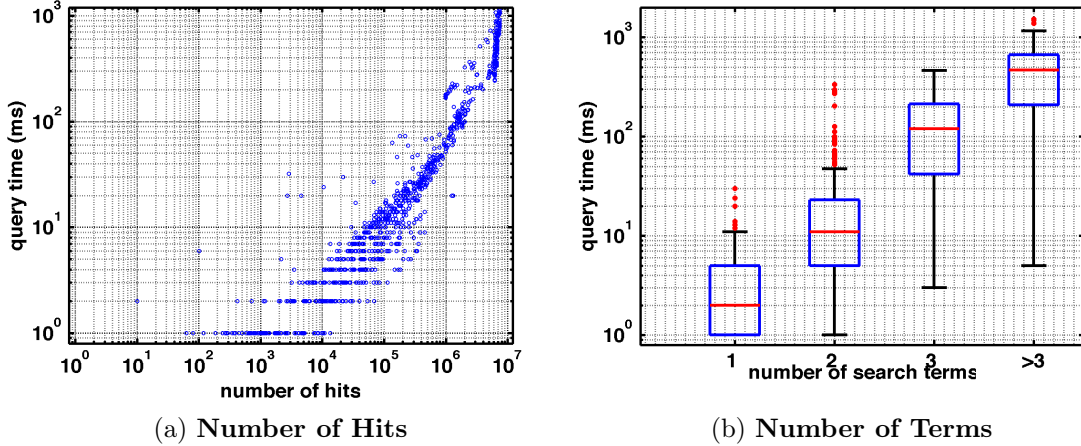 10^3
10^2
10^1
10^0
query time (ms)
10^0 10^1 10^2 10^3 10^4 10^5 10^6 10^7
number of hits
(a) Number of Hits
10^3
10^2
10^1
10^0
query time (ms)
1 2 3 >3
number of search terms
(b) Number of Terms